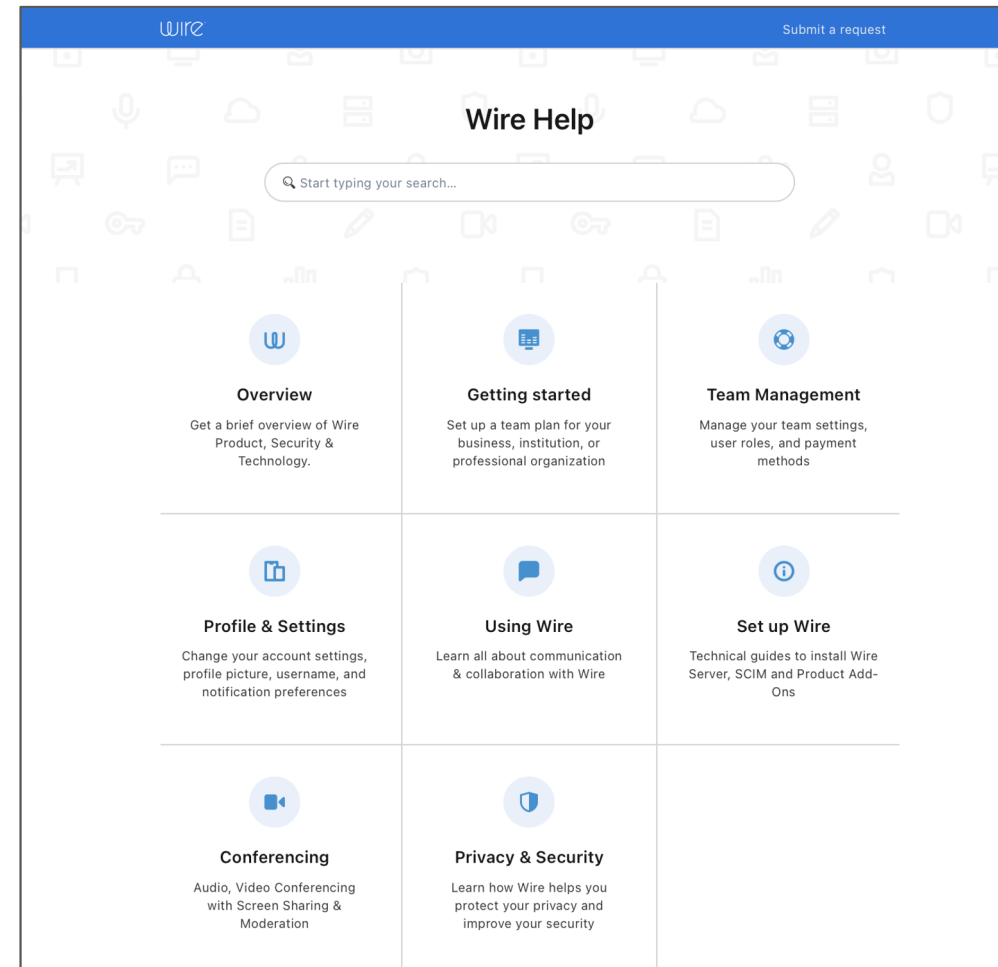 wire
Submit a request
Wire Help
Start typing your search...
Overview
Get a brief overview of Wire
Product, Security &
Technology.
Getting started
Set up a team plan for your
business, institution, or
professional organization
Team Management
Manage your team settings,
user roles, and payment
methods
Profile & Settings
Change your account settings,
profile picture, username, and
notification preferences
Using Wire
Learn all about communication
& collaboration with Wire
Set up Wire
Technical guides to install Wire
Server, SCIM and Product Add-
Ons
Conferencing
Audio, Video Conferencing
with Screen Sharing &
Moderation
Privacy & Security
Learn how Wire helps you
protect your privacy and
improve your security